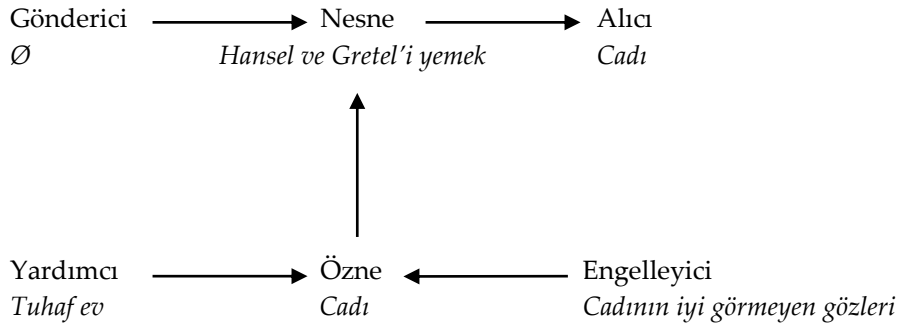 Gönderici Nesne Alıcı
Ø Hansel ve Gretel’i yemek Cadı
Yardımcı Özne Engelleyici
Tuhaf ev Cadı Cadının iyi görmeyen gözleri